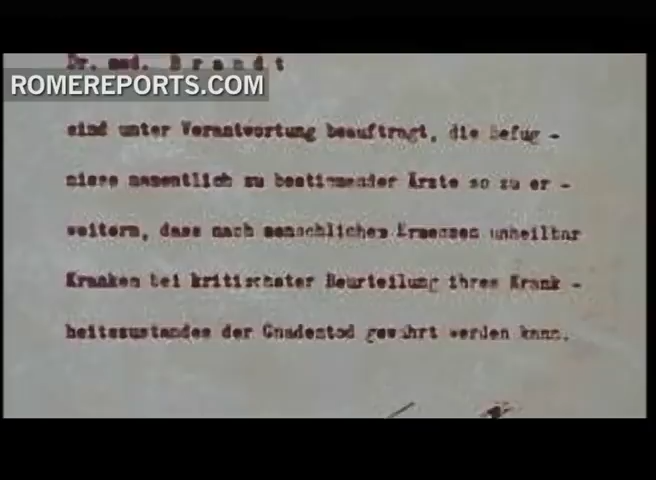 Dr. med. Brandt
ROMEREPORTS.COM
sind unter Verantwortung beauftragt, die Befug -
nisse namentlich zu bestimmender Ärzte so zu er -
weitern, dass nach menschlichem Ermessen unheilbar
Kranken bei kritischster Beurteilung ihres Krank -
heitszustandes der Gnadentod gewährt werden kann.